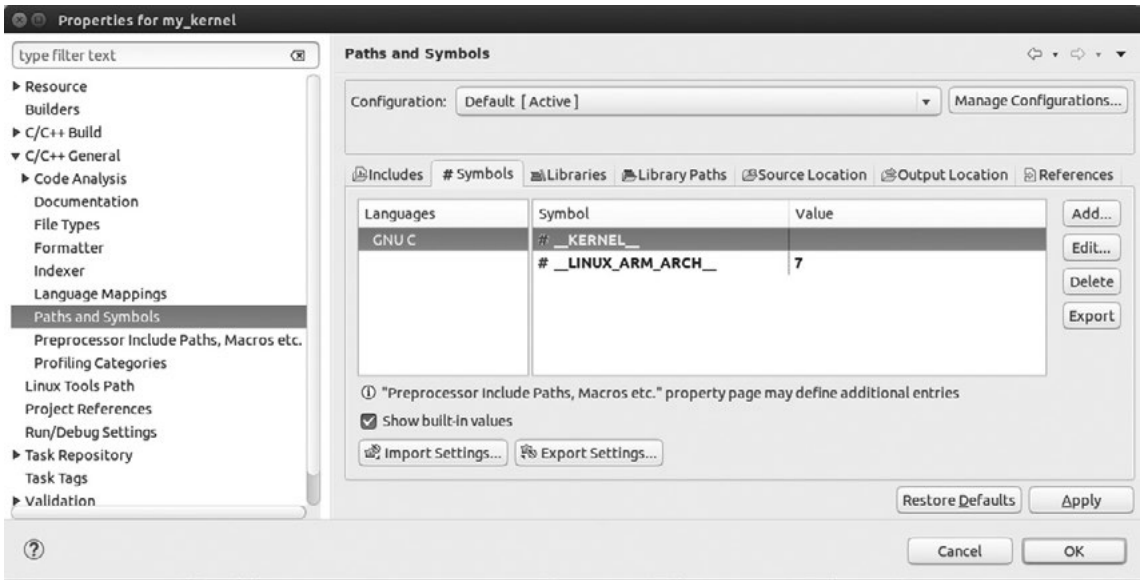 Properties for my_kernel
type filter text
Resource
Builders
C/C++ Build
C/C++ General
Code Analysis
Documentation
File Types
Formatter
Indexer
Language Mappings
Paths and Symbols
Preprocessor Include Paths, Macros etc.
Profiling Categories
Linux Tools Path
Project References
Run/Debug Settings
Task Repository
Task Tags
Validation
Paths and Symbols
Configuration: Default [Active] Manage Configurations...
Includes # Symbols Libraries Library Paths Source Location Output Location References
Languages Symbol Value
GNU C # __KERNEL__
# __LINUX_ARM_ARCH__ 7
Add...
Edit...
Delete
Export
"Preprocessor Include Paths, Macros etc." property page may define additional entries
Show built-in values
Import Settings... Export Settings...
Restore Defaults Apply
? Cancel OK